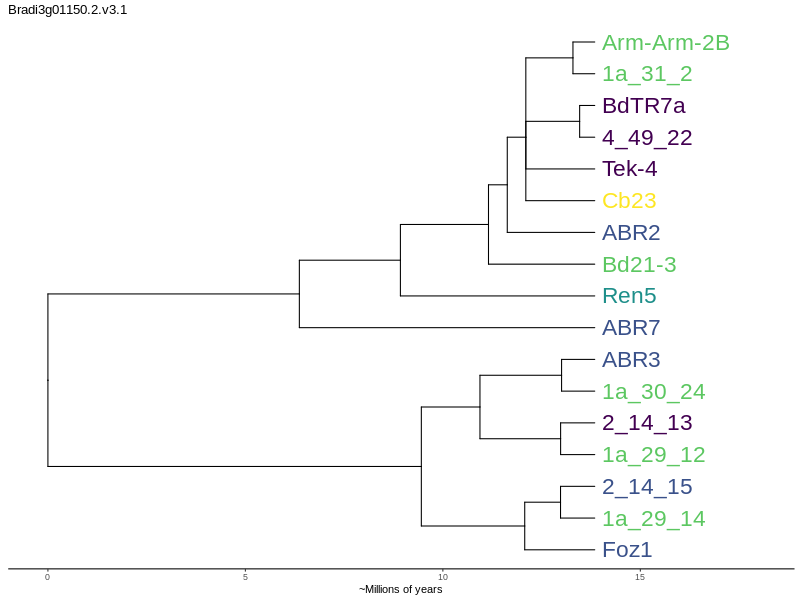 Bradi3g01150.2.v3.1
Arm-Arm-2B
1a_31_2
BdTR7a
4_49_22
Tek-4
Cb23
ABR2
Bd21-3
Ren5
ABR7
ABR3
1a_30_24
2_14_13
1a_29_12
2_14_15
1a_29_14
Foz1
0 5 10 15
~Millions of years